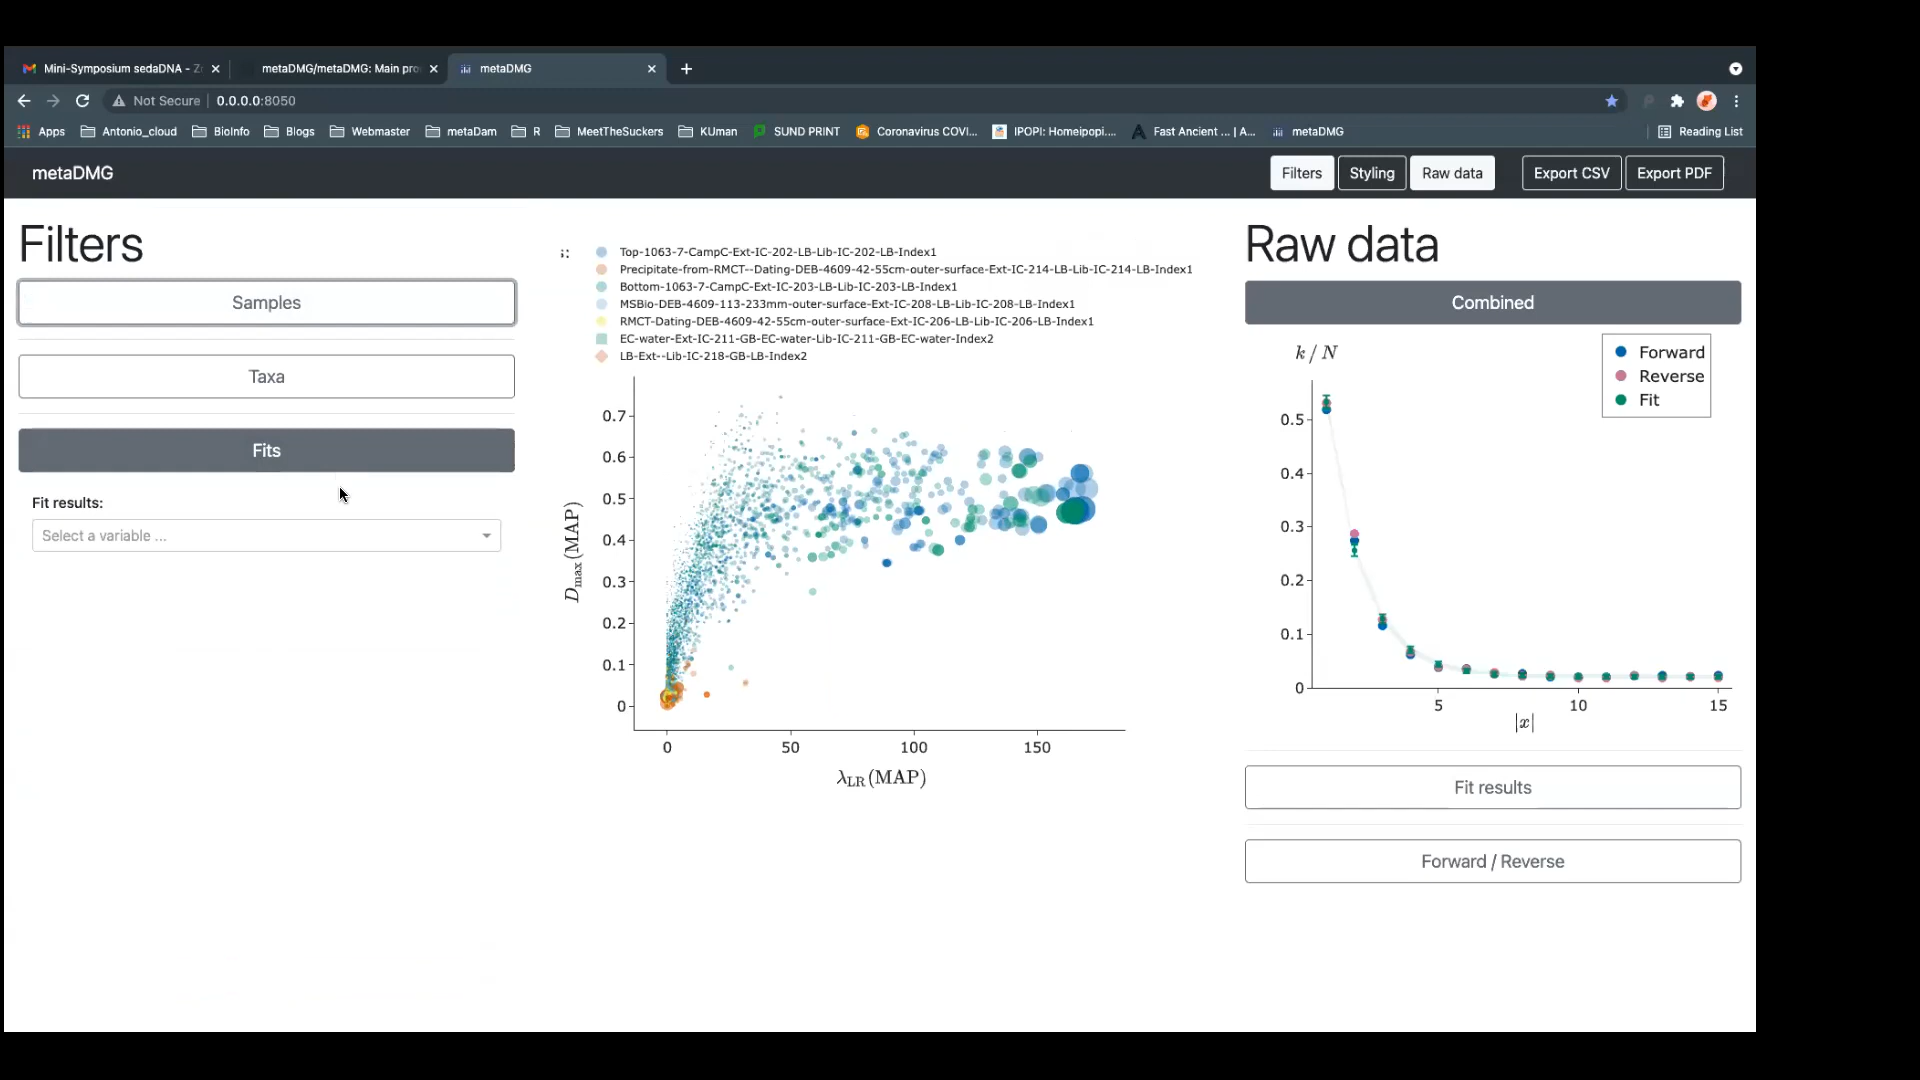 Mini-Symposium sedaDNA - Z
metaDMG/metaDMG: Main pro
metaDMG
Not Secure 0.0.0.0:8050
Apps Antonio_cloud BioInfo Blogs Webmaster metaDam R MeetTheSuckers KUman SUND PRINT Coronavirus COVI... IPOPI: Homeipopi.... Fast Ancient ... | A... metaDMG Reading List
metaDMG
Filters Styling Raw data Export CSV Export PDF
Filters
Samples
Taxa
Fits
Fit results:
Select a variable ...
Top-1063-7-CampC-Ext-IC-202-LB-Lib-IC-202-LB-Index1
Precipitate-from-RMCT--Dating-DEB-4609-42-55cm-outer-surface-Ext-IC-214-LB-Lib-IC-214-LB-Index1
Bottom-1063-7-CampC-Ext-IC-203-LB-Lib-IC-203-LB-Index1
MSBio-DEB-4609-113-233mm-outer-surface-Ext-IC-208-LB-Lib-IC-208-LB-Index1
RMCT-Dating-DEB-4609-42-55cm-outer-surface-Ext-IC-206-LB-Lib-IC-206-LB-Index1
EC-water-Ext-IC-211-GB-EC-water-Lib-IC-211-GB-EC-water-Index2
LB-Ext--Lib-IC-218-GB-LB-Index2
0.7
0.6
0.5
0.4
0.3
0.2
0.1
0
Dmax(MAP)
0 50 100 150
λLR(MAP)
Raw data
Combined
k / N
Forward
Reverse
Fit
0.5
0.4
0.3
0.2
0.1
0
5 10 15
|x|
Fit results
Forward / Reverse